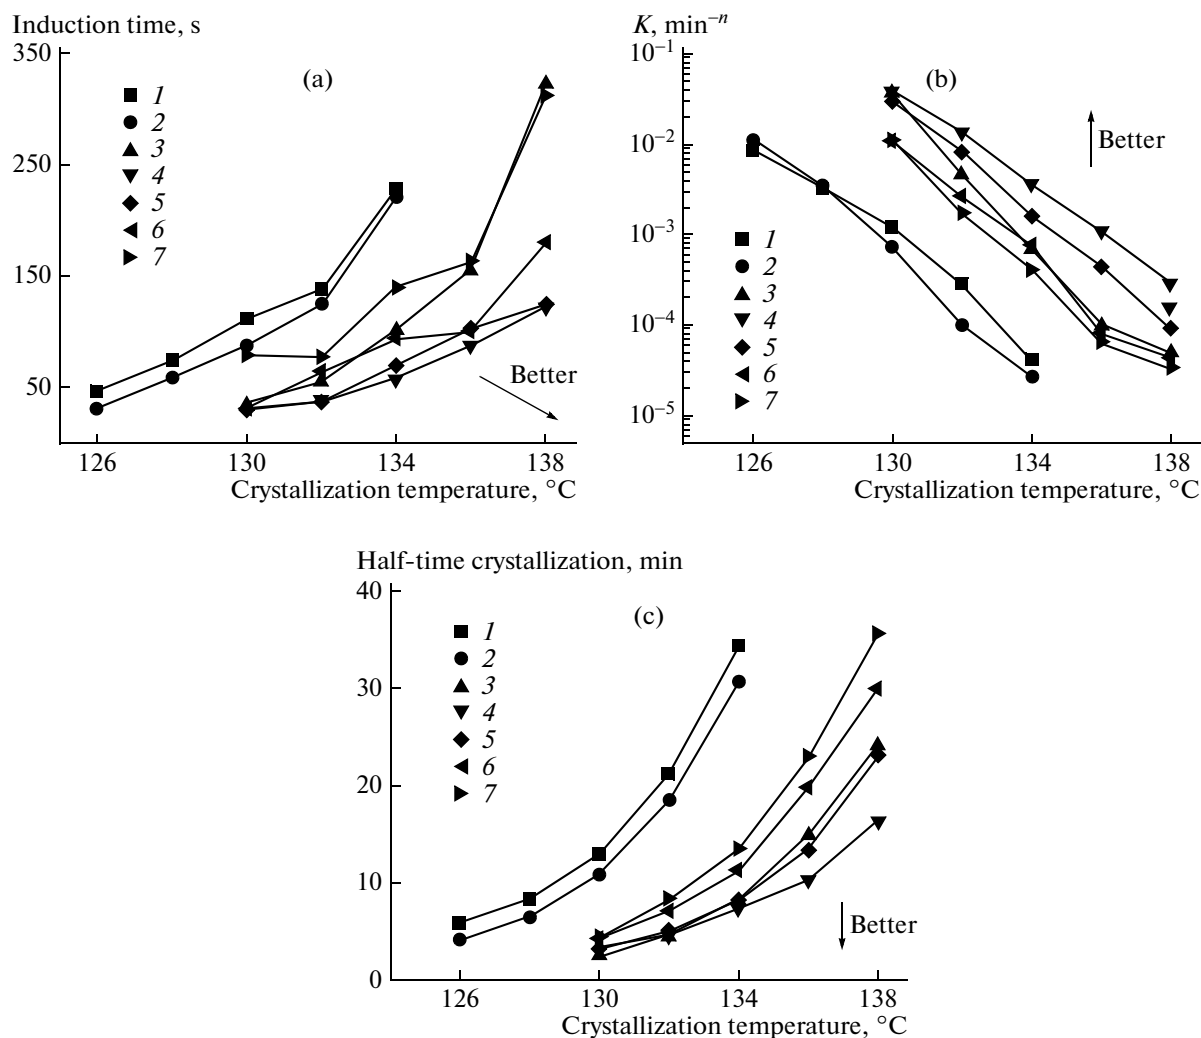 Induction time, s
350
250
150
50
(a)
1
2
3
4
5
6
7
Better
126 130 134 138
Crystallization temperature, °C
K, min⁻ⁿ
10⁻¹
10⁻²
10⁻³
10⁻⁴
10⁻⁵
(b)
Better
1
2
3
4
5
6
7
126 130 134 138
Crystallization temperature, °C
Half-time crystallization, min
40
30
20
10
0
(c)
1
2
3
4
5
6
7
Better
126 130 134 138
Crystallization temperature, °C